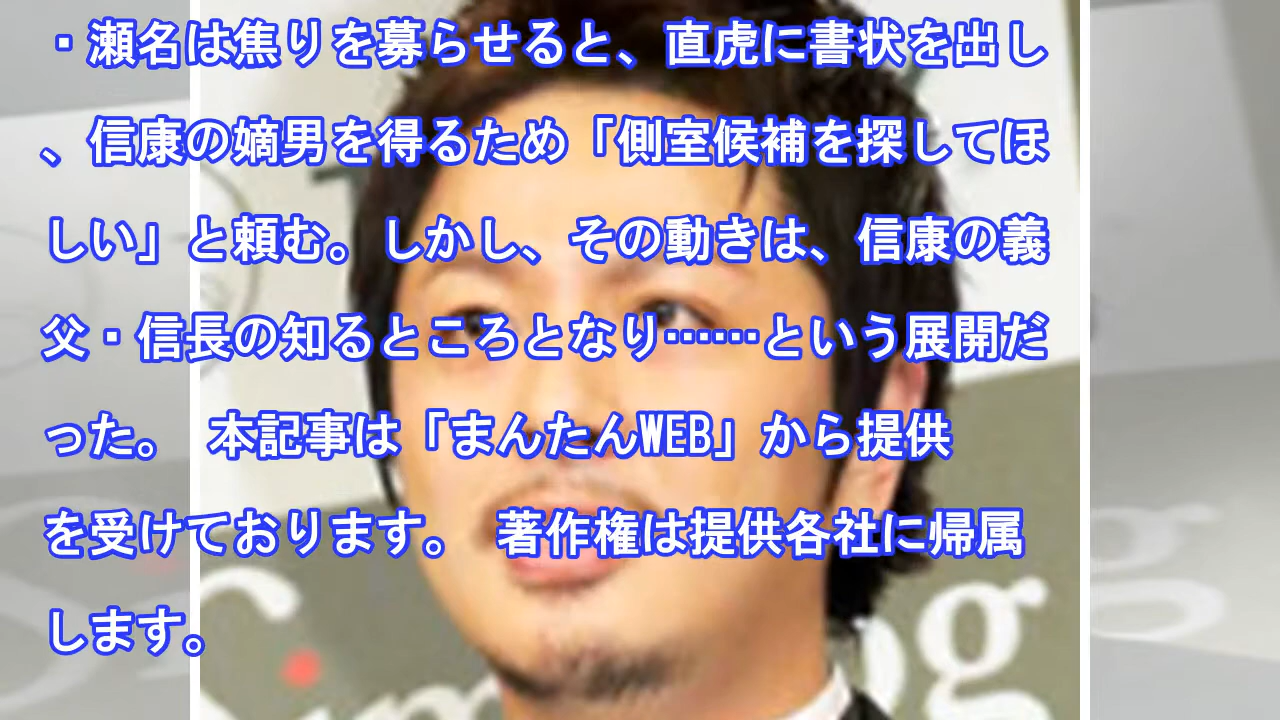 ・瀬名は焦りを募らせると、直虎に書状を出し
、信康の嫡男を得るため「側室候補を探してほ
しい」と頼む。しかし、その動きは、信康の義
父・信長の知るところとなり……という展開だ
った。 本記事は「まんたんWEB」から提供
を受けております。 著作権は提供各社に帰属
します。
og
g